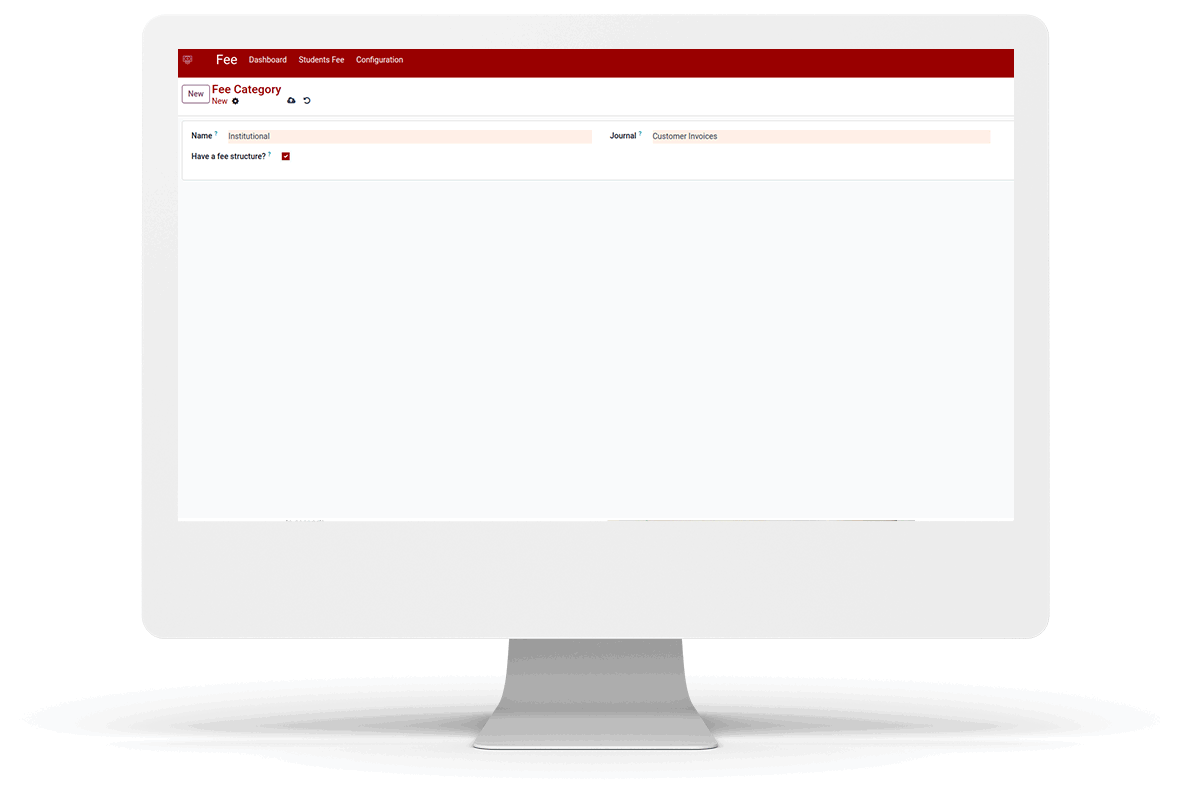 Fee Dashboard Students Fee Configuration
New Fee Category
New
Name ? Institutional Journal ? Customer Invoices
Have a fee structure? ?